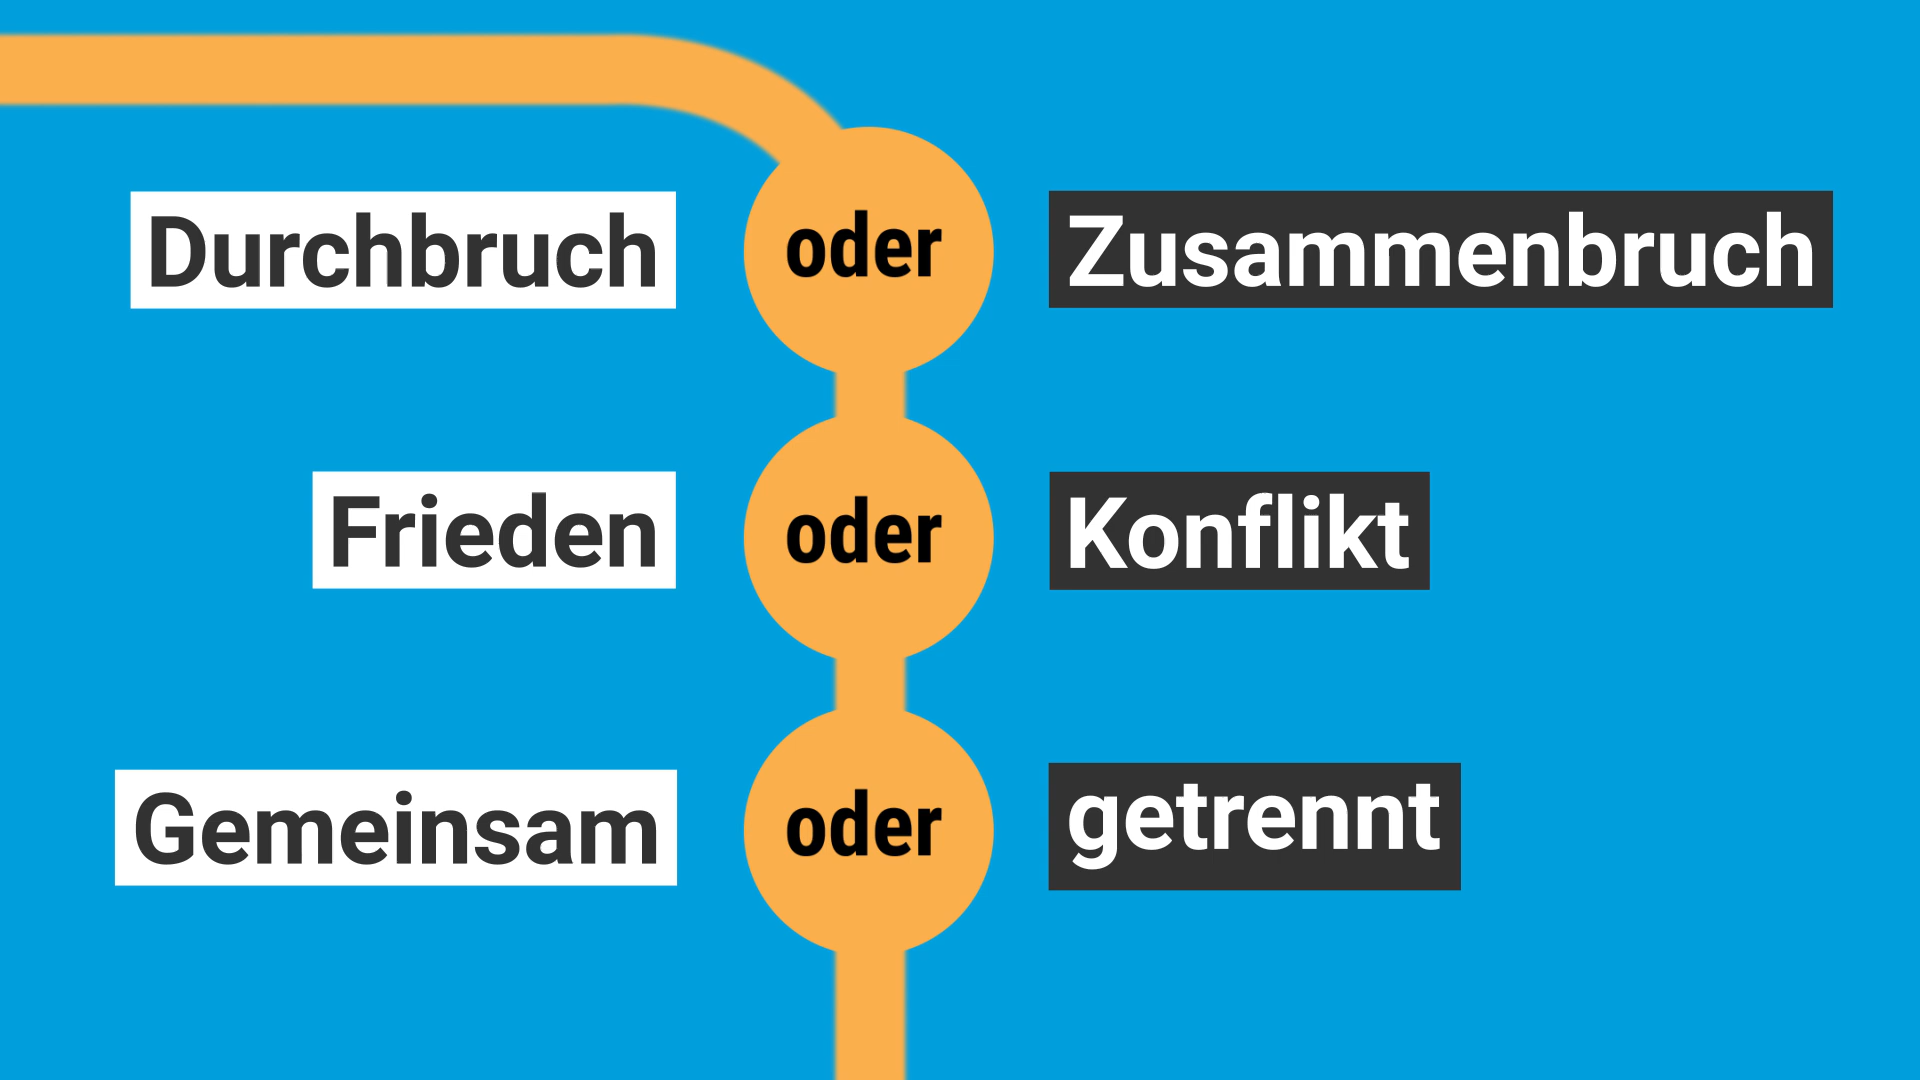 Durchbruch oder Zusammenbruch
Frieden oder Konflikt
Gemeinsam oder getrennt